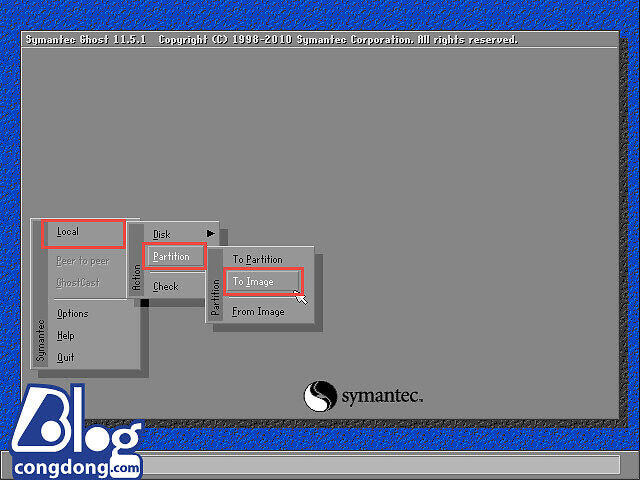 Symantec Ghost 11.5.1 Copyright (C) 1998-2010 Symantec Corporation. All rights reserved.
Local
Peer to peer
GhostCast
Options
Help
Quit
Symantec
Disk
Partition
Check
Action
To Partition
To Image
From Image
Partition
symantec™
Blog
congdong.com